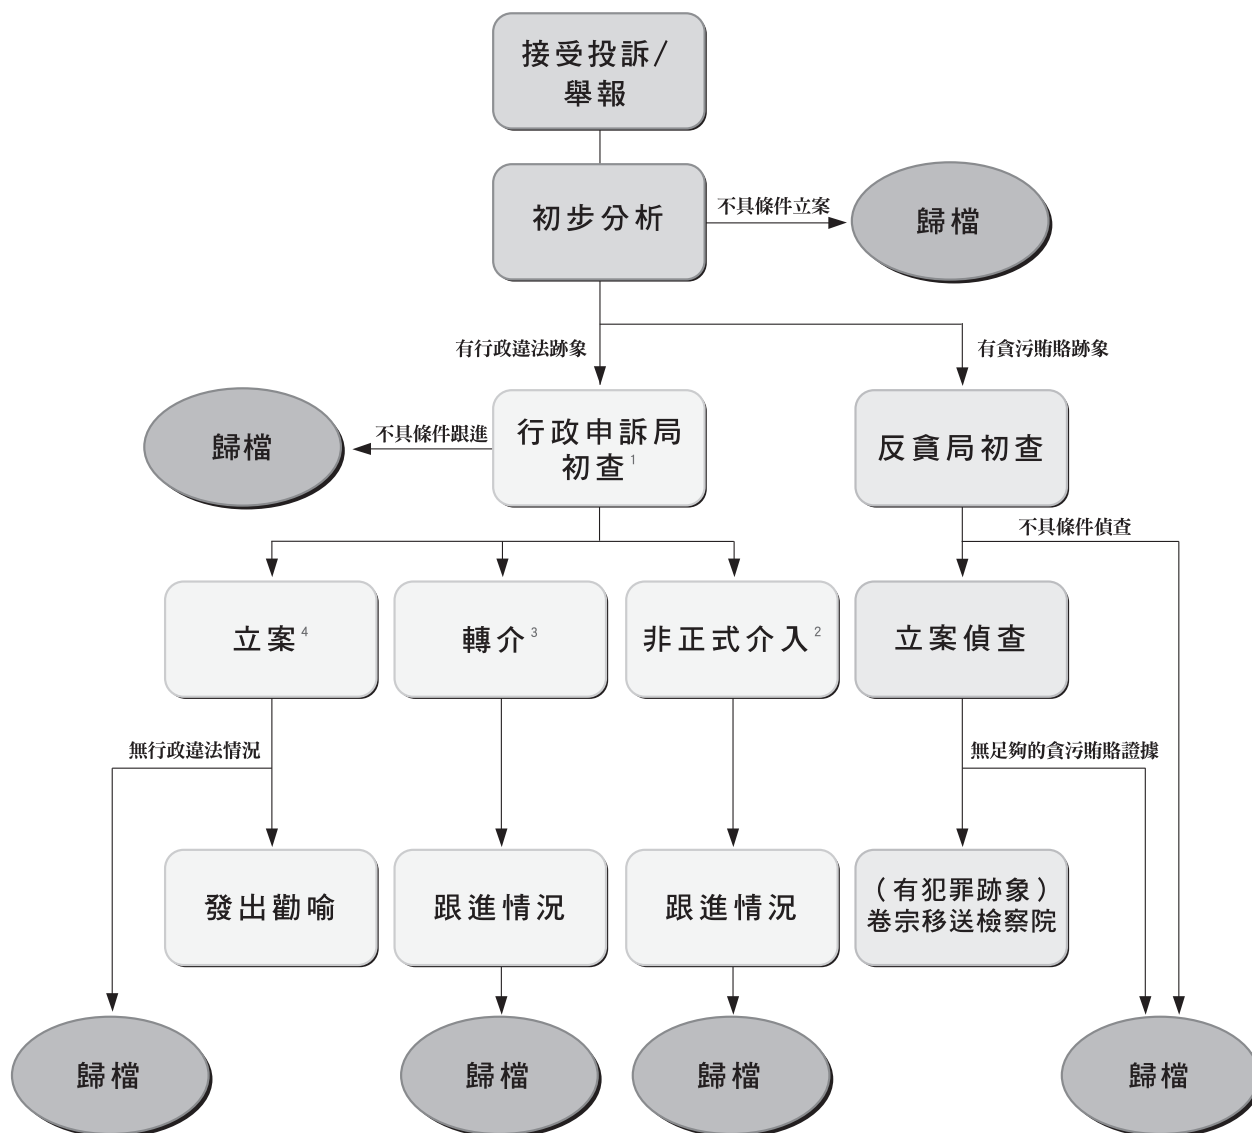 接受投訴/
舉報
初步分析
不具條件立案
歸檔
有行政違法跡象
有貪污賄賂跡象
歸檔
不具條件跟進
行政申訴局
初查1
反貪局初查
不具條件偵查
立案4
轉介3
非正式介入2
立案偵查
無行政違法情況
無足夠的貪污賄賂證據
發出勸喻
跟進情況
跟進情況
（有犯罪跡象）
卷宗移送檢察院
歸檔
歸檔
歸檔
歸檔